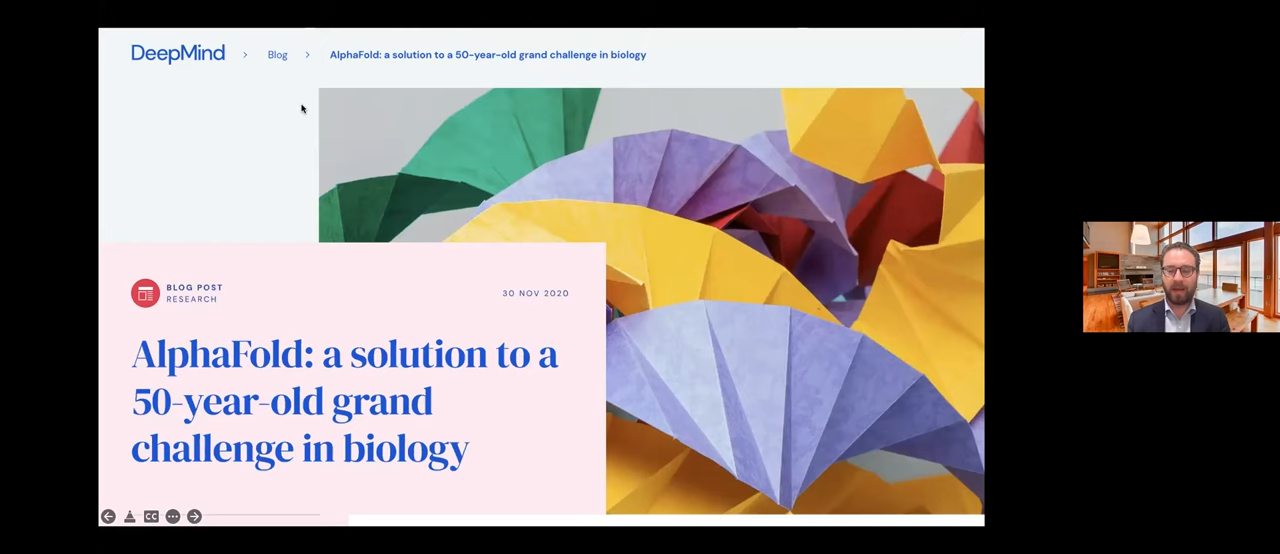 DeepMind > Blog > AlphaFold: a solution to a 50-year-old grand challenge in biology
BLOG POST
RESEARCH
30 NOV 2020
AlphaFold: a solution to a
50-year-old grand
challenge in biology
CC